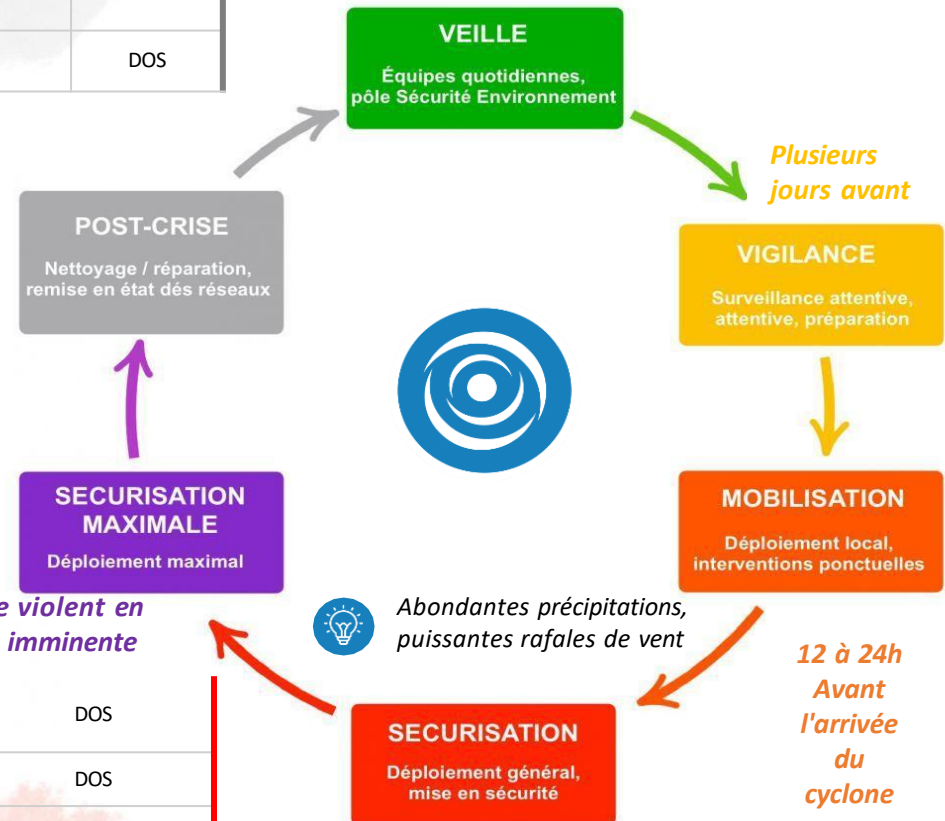 DOS
VEILLE
Équipes quotidiennes,
pôle Sécurité Environnement
Plusieurs
jours avant
VIGILANCE
Surveillance attentive,
attentive, préparation
POST-CRISE
Nettoyage / réparation,
remise en état dés réseaux
MOBILISATION
Déploiement local,
interventions ponctuelles
SECURISATION
MAXIMALE
Déploiement maximal
violent en
imminente
Abondantes précipitations,
puissantes rafales de vent
12 à 24h
Avant
l'arrivée
du
cyclone
SECURISATION
Déploiement général,
mise en sécurité
DOS
DOS